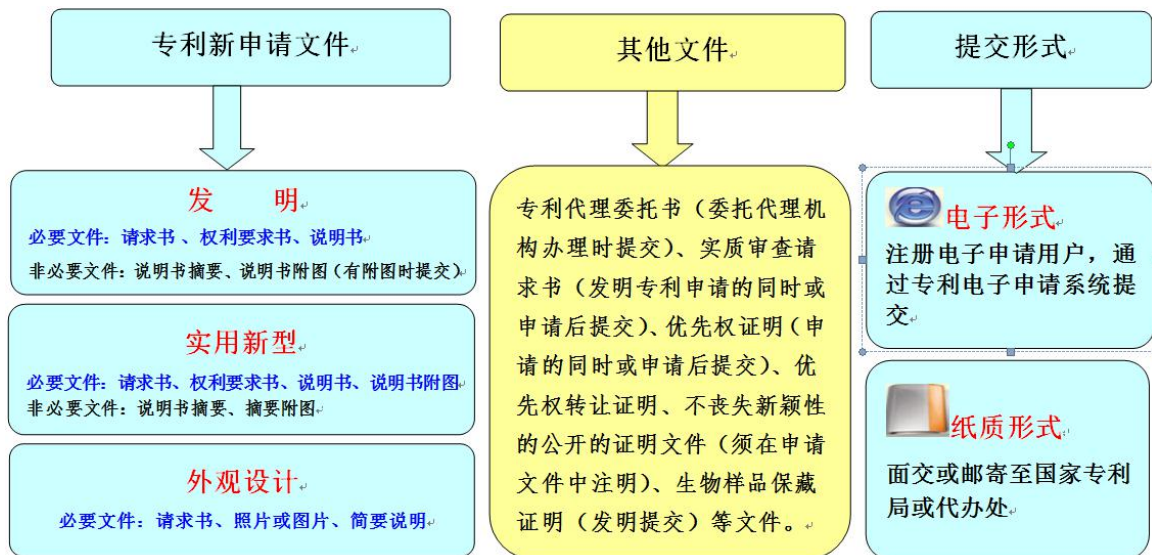 专利新申请文件
发 明
必要文件：请求书 、权利要求书、说明书
非必要文件：说明书摘要、说明书附图（有附图时提交）
实用新型
必要文件：请求书、权利要求书、说明书、说明书附图
非必要文件：说明书摘要、摘要附图
外观设计
必要文件：请求书、照片或图片、简要说明
其他文件
专利代理委托书（委托代理机
构办理时提交）、实质审查请
求书（发明专利申请的同时或
申请后提交）、优先权证明（申
请的同时或申请后提交）、优
先权转让证明、不丧失新颖性
的公开的证明文件（须在申请
文件中注明）、生物样品保藏
证明（发明提交）等文件。
提交形式
电子形式
注册电子申请用户，通
过专利电子申请系统提
交
纸质形式
面交或邮寄至国家专利
局或代办处